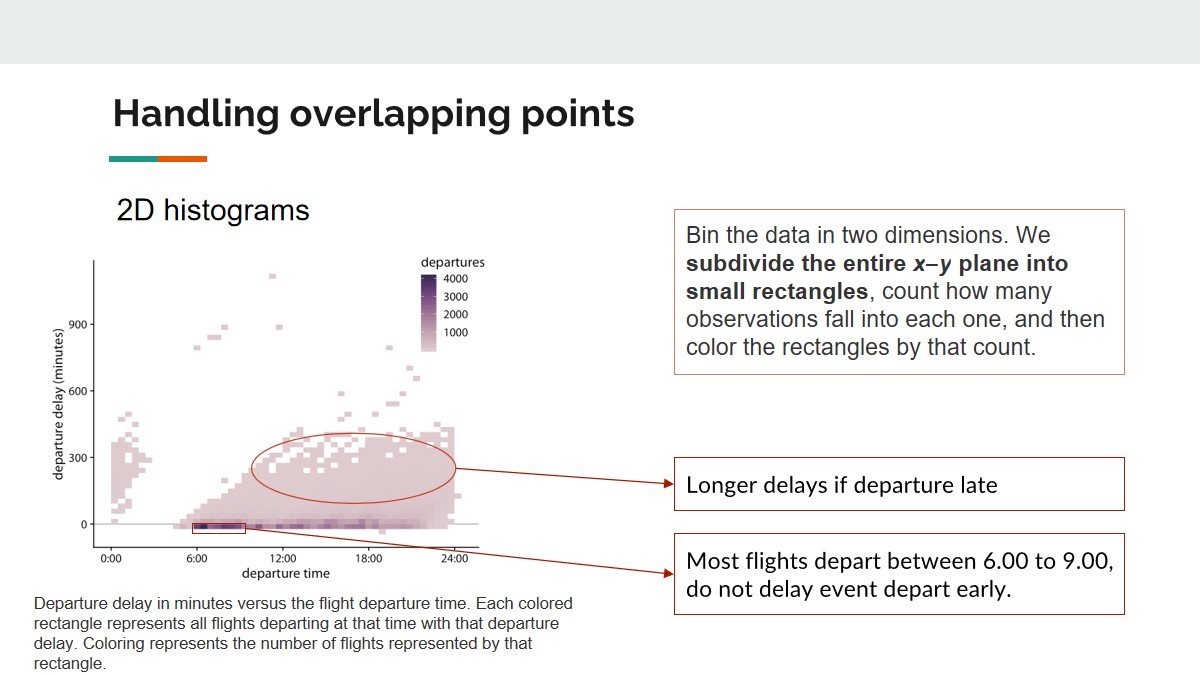 Handling overlapping points
2D histograms
departures
4000
3000
2000
1000
departure delay (minutes)
900
600
300
0
0:00 6:00 12:00 18:00 24:00
departure time
Departure delay in minutes versus the flight departure time. Each colored
rectangle represents all flights departing at that time with that departure
delay. Coloring represents the number of flights represented by that
rectangle.
Bin the data in two dimensions. We
subdivide the entire x–y plane into
small rectangles, count how many
observations fall into each one, and then
color the rectangles by that count.
Longer delays if departure late
Most flights depart between 6.00 to 9.00,
do not delay event depart early.